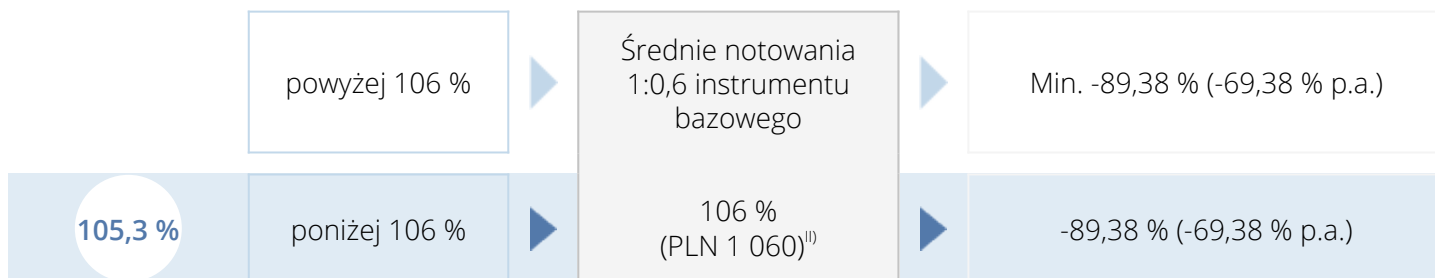 powyżej 106 %
Średnie notowania
1:0,6 instrumentu
bazowego
Min. -89,38 % (-69,38 % p.a.)
105,3 %
poniżej 106 %
106 %
(PLN 1 060)II)
-89,38 % (-69,38 % p.a.)